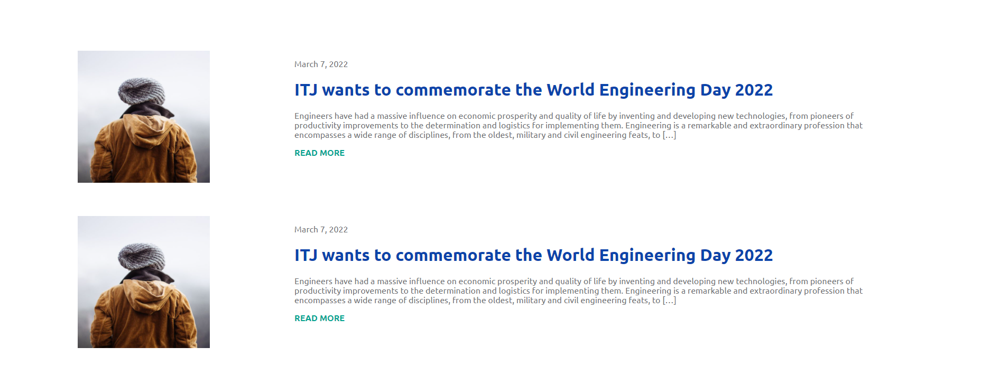 March 7, 2022
ITJ wants to commemorate the World Engineering Day 2022
Engineers have had a massive influence on economic prosperity and quality of life by inventing and developing new technologies, from pioneers of
productivity improvements to the determination and logistics for implementing them. Engineering is a remarkable and extraordinary profession that
encompasses a wide range of disciplines, from the oldest, military and civil engineering feats, to […]
READ MORE
March 7, 2022
ITJ wants to commemorate the World Engineering Day 2022
Engineers have had a massive influence on economic prosperity and quality of life by inventing and developing new technologies, from pioneers of
productivity improvements to the determination and logistics for implementing them. Engineering is a remarkable and extraordinary profession that
encompasses a wide range of disciplines, from the oldest, military and civil engineering feats, to […]
READ MORE